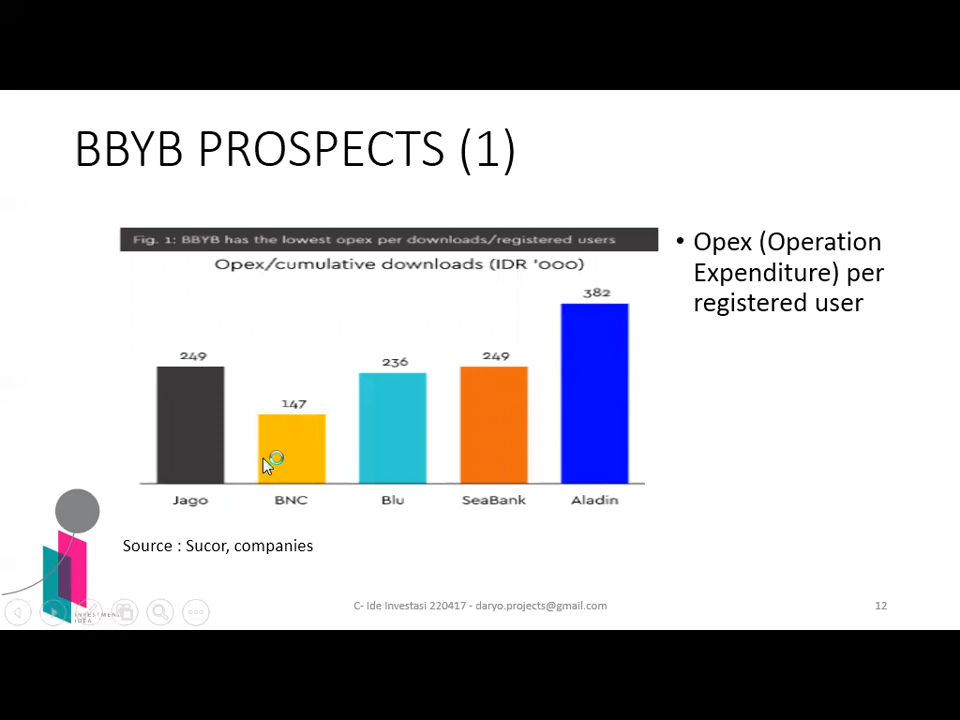 BBYB PROSPECTS (1)
Fig. 1: BBYB has the lowest opex per downloads/registered users
Opex/cumulative downloads (IDR '000)
249
147
236
249
382
Jago
BNC
Blu
SeaBank
Aladin
• Opex (Operation
Expenditure) per
registered user
Source : Sucor, companies
INVESTMENT
IDEA
C- Ide Investasi 220417 - daryo.projects@gmail.com
12